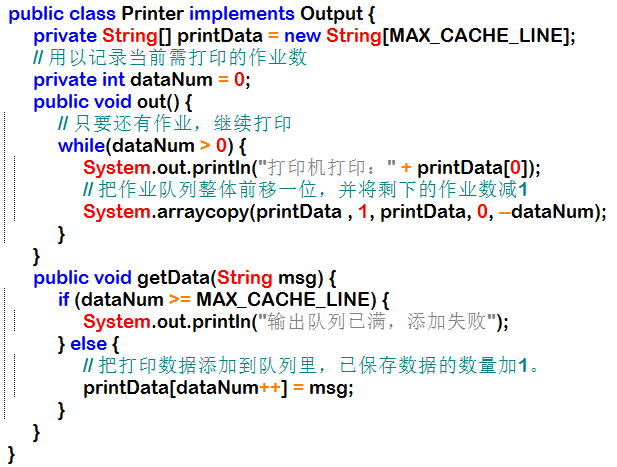 public class Printer implements Output {
private String[] printData = new String[MAX_CACHE_LINE];
// 用以记录当前需打印的作业数
private int dataNum = 0;
public void out() {
// 只要还有作业，继续打印
while(dataNum > 0) {
System.out.println("打印机打印：" + printData[0]);
// 把作业队列整体前移一位，并将剩下的作业数减1
System.arraycopy(printData , 1, printData, 0, --dataNum);
}
}
public void getData(String msg) {
if (dataNum >= MAX_CACHE_LINE) {
System.out.println("输出队列已满，添加失败");
} else {
// 把打印数据添加到队列里，已保存数据的数量加1。
printData[dataNum++] = msg;
}
}
}